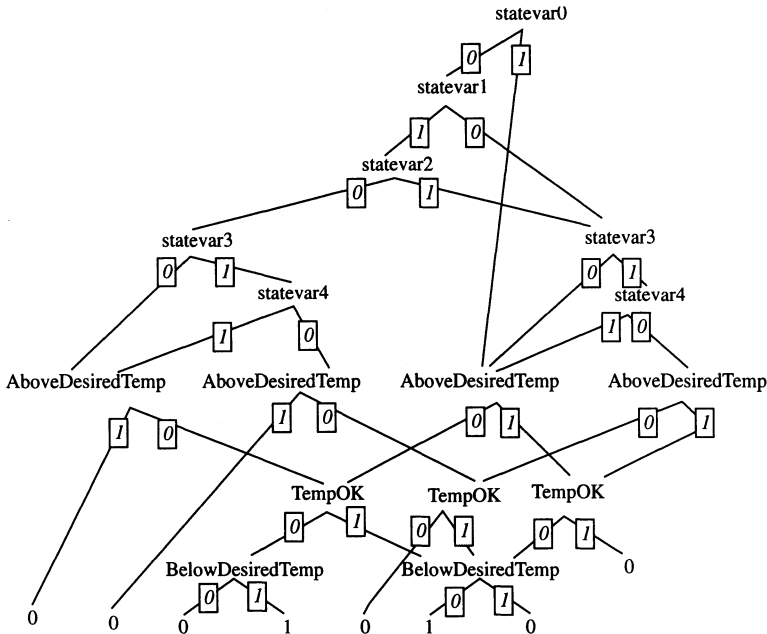 statevar0
0 1
statevar1
1 0
statevar2
0 1
statevar3 statevar3
0 1 0 1
statevar4 statevar4
1 0 1 0
AboveDesiredTemp AboveDesiredTemp AboveDesiredTemp AboveDesiredTemp
1 0 1 0 0 1 0 1
TempOK TempOK TempOK
0 1 0 1 0 1
BelowDesiredTemp BelowDesiredTemp 0
0 1 0 1
0 0 0 1 0 1 0